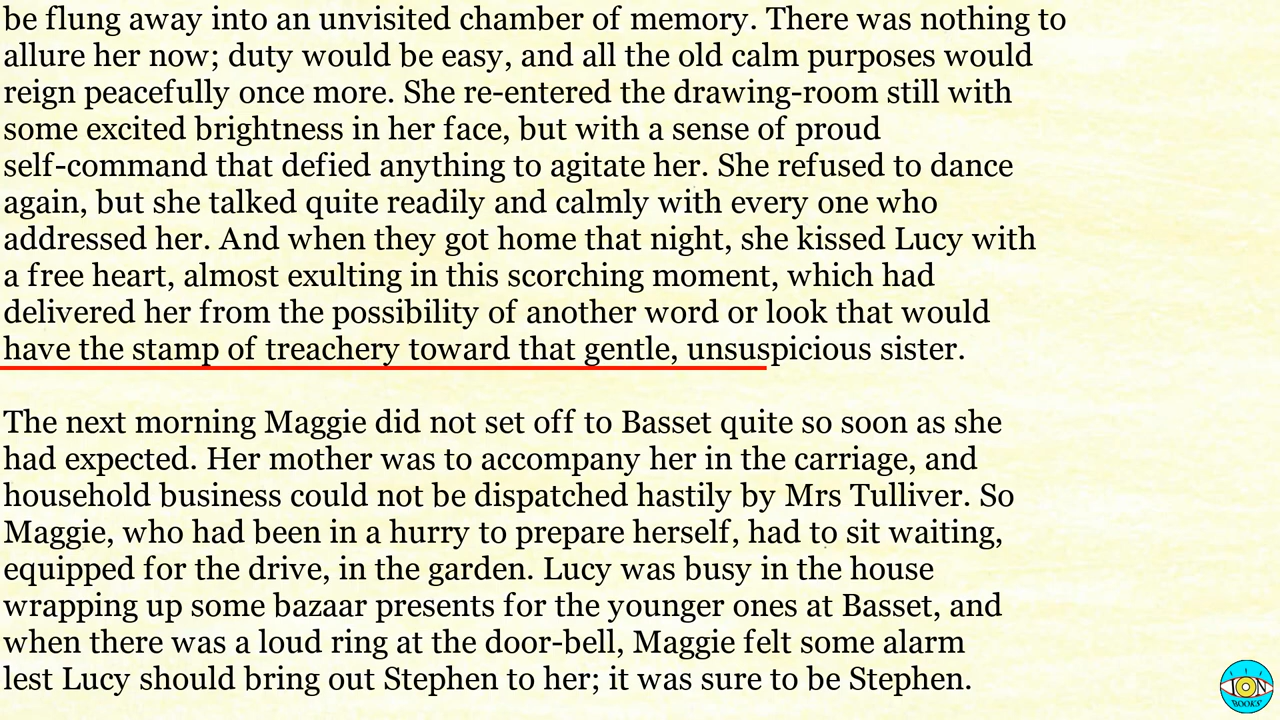 be flung away into an unvisited chamber of memory. There was nothing to
allure her now; duty would be easy, and all the old calm purposes would
reign peacefully once more. She re-entered the drawing-room still with
some excited brightness in her face, but with a sense of proud
self-command that defied anything to agitate her. She refused to dance
again, but she talked quite readily and calmly with every one who
addressed her. And when they got home that night, she kissed Lucy with
a free heart, almost exulting in this scorching moment, which had
delivered her from the possibility of another word or look that would
have the stamp of treachery toward that gentle, unsuspicious sister.
The next morning Maggie did not set off to Basset quite so soon as she
had expected. Her mother was to accompany her in the carriage, and
household business could not be dispatched hastily by Mrs Tulliver. So
Maggie, who had been in a hurry to prepare herself, had to sit waiting,
equipped for the drive, in the garden. Lucy was busy in the house
wrapping up some bazaar presents for the younger ones at Basset, and
when there was a loud ring at the door-bell, Maggie felt some alarm
lest Lucy should bring out Stephen to her; it was sure to be Stephen.
ION
BOOKS